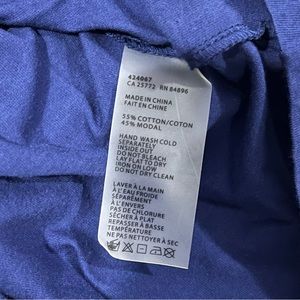 424067
CA 25772 RN 84896
MADE IN CHINA
FAIT EN CHINE
55% COTTON/COTON
45% MODAL
HAND WASH COLD
SEPARATELY
INSIDE OUT
DO NOT BLEACH
LAY FLAT TO DRY
IRON ON LOW
DO NOT DRY CLEAN
LAVER À LA MAIN
À L'EAU FROIDE
SÉPARÉMENT
À L'ENVERS
PAS DE CHLORURE
SÉCHER À PLAT
REPASSER À BASSE
TEMPÉRATURE
NE PAS NETTOYER À SEC